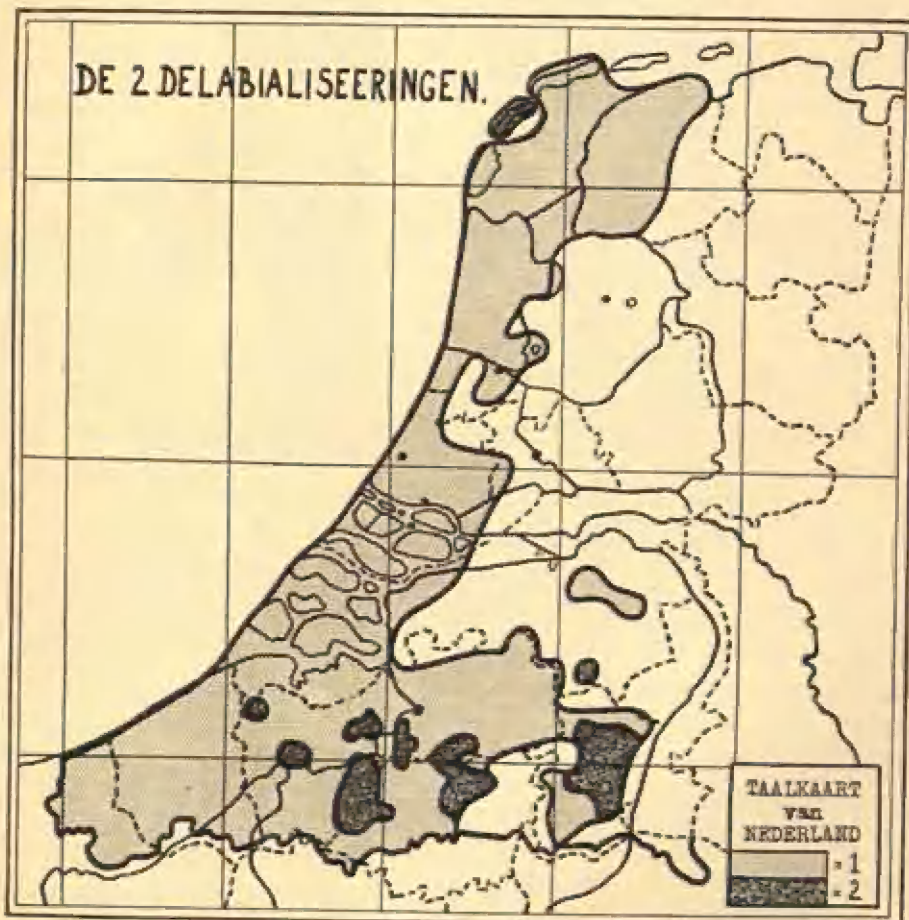 DE 2 DELABIALISEERINGEN.
TAALKAART
van
NEDERLAND
= 1
= 2